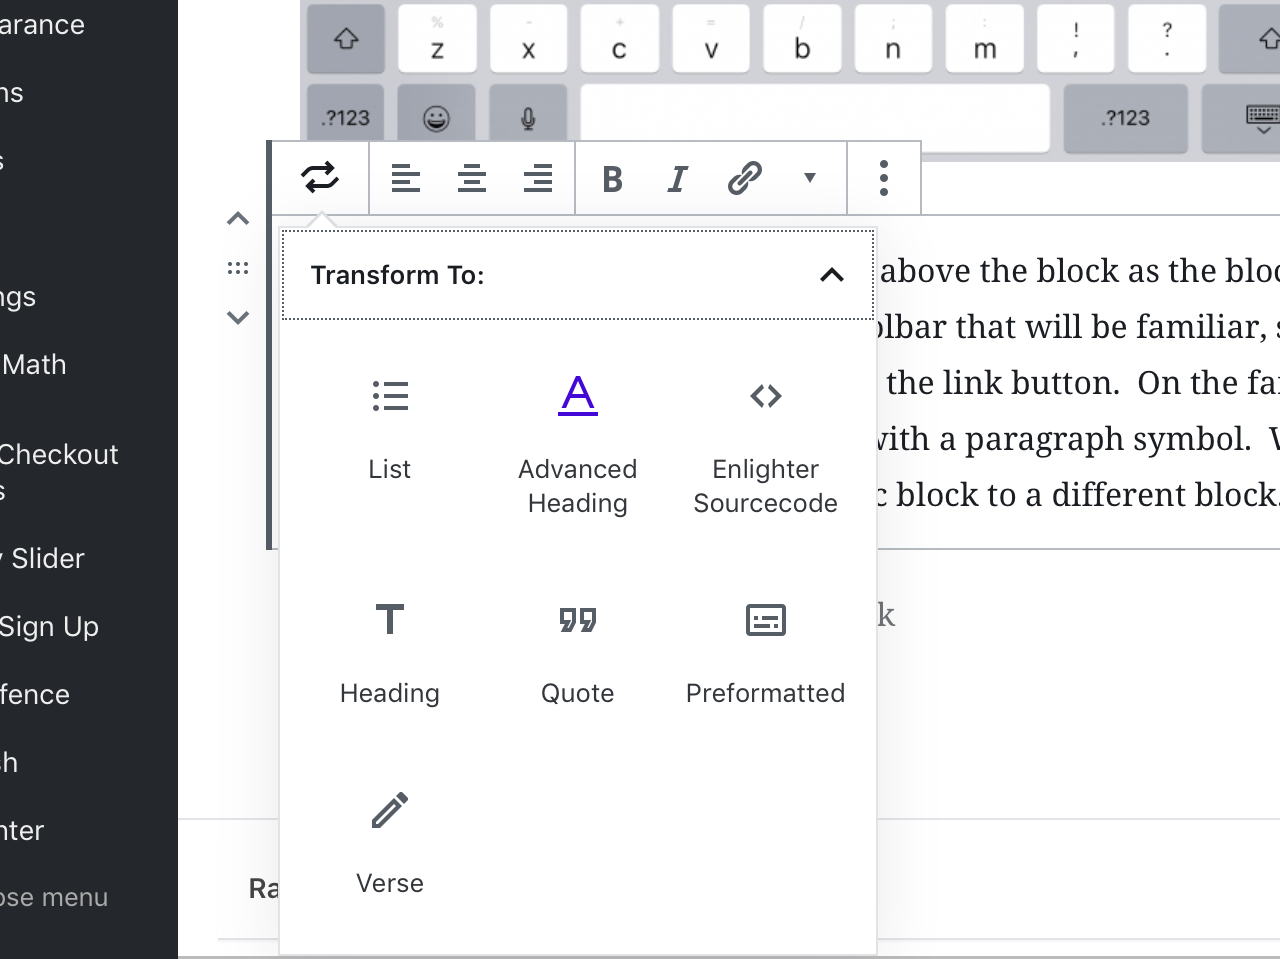 arance
ns
s
ngs
Math
Checkout
s
y Slider
Sign Up
fence
sh
nter
ose menu
% - + = / ; : ! ?
z x c v b n m , .
.?123 .?123
B I
Transform To:
above the block as the bloc
olbar that will be familiar, s
the link button. On the fa
with a paragraph symbol. W
c block to a different block.
k
List
Advanced
Heading
Enlighter
Sourcecode
Heading
Quote
Preformatted
Verse
Ra